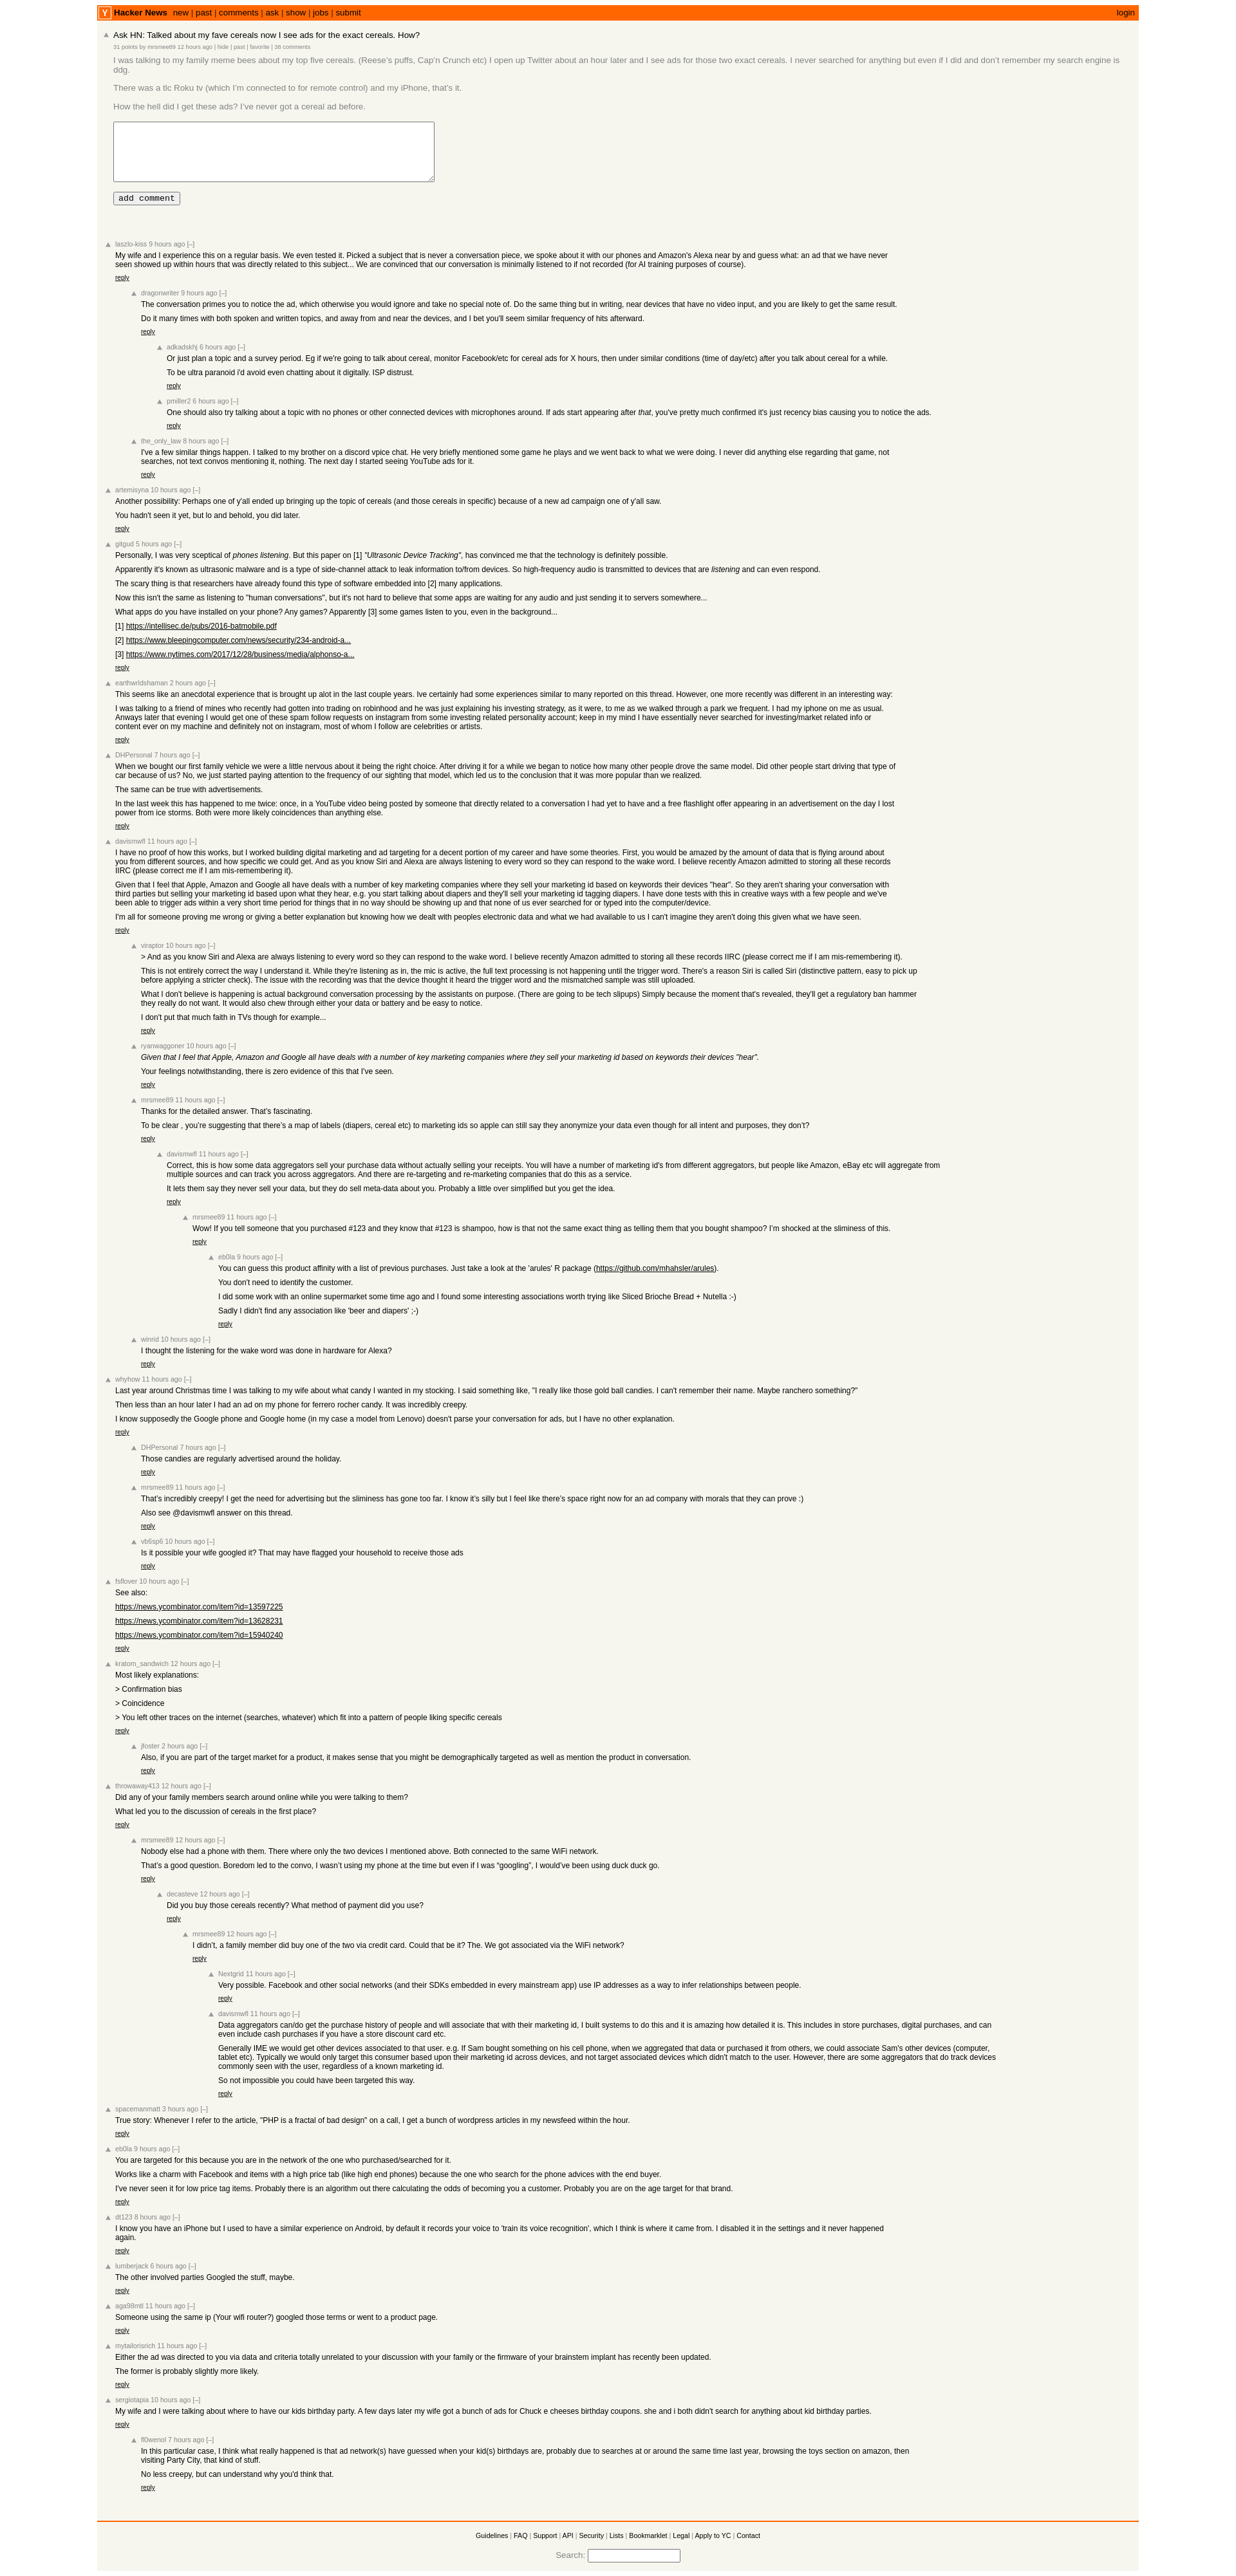 Y Hacker News new | past | comments | ask | show | jobs | submit login
Ask HN: Talked about my fave cereals now I see ads for the exact cereals. How?
31 points by mrsmee89 12 hours ago | hide | past | favorite | 38 comments
I was talking to my family meme bees about my top five cereals. (Reese's puffs, Cap'n Crunch etc) I open up Twitter about an hour later and I see ads for those two exact cereals. I never searched for anything but even if I did and don't remember my search engine is
ddg.
There was a tlc Roku tv (which I'm connected to for remote control) and my iPhone, that's it.
How the hell did I get these ads? I've never got a cereal ad before.
add comment
laszlo-kiss 9 hours ago [–]
My wife and I experience this on a regular basis. We even tested it. Picked a subject that is never a conversation piece, we spoke about it with our phones and Amazon's Alexa near by and guess what: an ad that we have never
seen showed up within hours that was directly related to this subject... We are convinced that our conversation is minimally listened to if not recorded (for AI training purposes of course).
reply
dragonwriter 9 hours ago [–]
The conversation primes you to notice the ad, which otherwise you would ignore and take no special note of. Do the same thing but in writing, near devices that have no video input, and you are likely to get the same result.
Do it many times with both spoken and written topics, and away from and near the devices, and I bet you'll seem similar frequency of hits afterward.
reply
adkadskhj 6 hours ago [–]
Or just plan a topic and a survey period. Eg if we're going to talk about cereal, monitor Facebook/etc for cereal ads for X hours, then under similar conditions (time of day/etc) after you talk about cereal for a while.
To be ultra paranoid i'd avoid even chatting about it digitally. ISP distrust.
reply
pmiller2 6 hours ago [–]
One should also try talking about a topic with no phones or other connected devices with microphones around. If ads start appearing after that, you've pretty much confirmed it's just recency bias causing you to notice the ads.
reply
the_only_law 8 hours ago [–]
I've a few similar things happen. I talked to my brother on a discord vpice chat. He very briefly mentioned some game he plays and we went back to what we were doing. I never did anything else regarding that game, not
searches, not text convos mentioning it, nothing. The next day I started seeing YouTube ads for it.
reply
artemisyna 10 hours ago [–]
Another possibility: Perhaps one of y'all ended up bringing up the topic of cereals (and those cereals in specific) because of a new ad campaign one of y'all saw.
You hadn't seen it yet, but lo and behold, you did later.
reply
gitgud 5 hours ago [–]
Personally, I was very sceptical of phones listening. But this paper on [1] "Ultrasonic Device Tracking", has convinced me that the technology is definitely possible.
Apparently it's known as ultrasonic malware and is a type of side-channel attack to leak information to/from devices. So high-frequency audio is transmitted to devices that are listening and can even respond.
The scary thing is that researchers have already found this type of software embedded into [2] many applications.
Now this isn't the same as listening to "human conversations", but it's not hard to believe that some apps are waiting for any audio and just sending it to servers somewhere...
What apps do you have installed on your phone? Any games? Apparently [3] some games listen to you, even in the background...
[1] https://intellisec.de/pubs/2016-batmobile.pdf
[2] https://www.bleepingcomputer.com/news/security/234-android-a...
[3] https://www.nytimes.com/2017/12/28/business/media/alphonso-a...
reply
earthwrldshaman 2 hours ago [–]
This seems like an anecdotal experience that is brought up alot in the last couple years. Ive certainly had some experiences similar to many reported on this thread. However, one more recently was different in an interesting way:
I was talking to a friend of mines who recently had gotten into trading on robinhood and he was just explaining his investing strategy, as it were, to me as we walked through a park we frequent. I had my iphone on me as usual.
Anways later that evening I would get one of these spam follow requests on instagram from some investing related personality account; keep in my mind I have essentially never searched for investing/market related info or
content ever on my machine and definitely not on instagram, most of whom I follow are celebrities or artists.
reply
DHPersonal 7 hours ago [–]
When we bought our first family vehicle we were a little nervous about it being the right choice. After driving it for a while we began to notice how many other people drove the same model. Did other people start driving that type of
car because of us? No, we just started paying attention to the frequency of our sighting that model, which led us to the conclusion that it was more popular than we realized.
The same can be true with advertisements.
In the last week this has happened to me twice: once, in a YouTube video being posted by someone that directly related to a conversation I had yet to have and a free flashlight offer appearing in an advertisement on the day I lost
power from ice storms. Both were more likely coincidences than anything else.
reply
davismwfl 11 hours ago [–]
I have no proof of how this works, but I worked building digital marketing and ad targeting for a decent portion of my career and have some theories. First, you would be amazed by the amount of data that is flying around about
you from different sources, and how specific we could get. And as you know Siri and Alexa are always listening to every word so they can respond to the wake word. I believe recently Amazon admitted to storing all these records
IIRC (please correct me if I am mis-remembering it).
Given that I feel that Apple, Amazon and Google all have deals with a number of key marketing companies where they sell your marketing id based on keywords their devices "hear". So they aren't sharing your conversation with
third parties but selling your marketing id based upon what they hear, e.g. you start talking about diapers and they'll sell your marketing id tagging diapers. I have done tests with this in creative ways with a few people and we've
been able to trigger ads within a very short time period for things that in no way should be showing up and that none of us ever searched for or typed into the computer/device.
I'm all for someone proving me wrong or giving a better explanation but knowing how we dealt with peoples electronic data and what we had available to us I can't imagine they aren't doing this given what we have seen.
reply
viraptor 10 hours ago [–]
> And as you know Siri and Alexa are always listening to every word so they can respond to the wake word. I believe recently Amazon admitted to storing all these records IIRC (please correct me if I am mis-remembering it).
This is not entirely correct the way I understand it. While they're listening as in, the mic is active, the full text processing is not happening until the trigger word. There's a reason Siri is called Siri (distinctive pattern, easy to pick up
before applying a stricter check). The issue with the recording was that the device thought it heard the trigger word and the mismatched sample was still uploaded.
What I don't believe is happening is actual background conversation processing by the assistants on purpose. (There are going to be tech slipups) Simply because the moment that's revealed, they'll get a regulatory ban hammer
they really do not want. It would also chew through either your data or battery and be easy to notice.
I don't put that much faith in TVs though for example...
reply
ryanwaggoner 10 hours ago [–]
Given that I feel that Apple, Amazon and Google all have deals with a number of key marketing companies where they sell your marketing id based on keywords their devices "hear".
Your feelings notwithstanding, there is zero evidence of this that I've seen.
reply
mrsmee89 11 hours ago [–]
Thanks for the detailed answer. That's fascinating.
To be clear , you're suggesting that there's a map of labels (diapers, cereal etc) to marketing ids so apple can still say they anonymize your data even though for all intent and purposes, they don't?
reply
davismwfl 11 hours ago [–]
Correct, this is how some data aggregators sell your purchase data without actually selling your receipts. You will have a number of marketing id's from different aggregators, but people like Amazon, eBay etc will aggregate from
multiple sources and can track you across aggregators. And there are re-targeting and re-marketing companies that do this as a service.
It lets them say they never sell your data, but they do sell meta-data about you. Probably a little over simplified but you get the idea.
reply
mrsmee89 11 hours ago [–]
Wow! If you tell someone that you purchased #123 and they know that #123 is shampoo, how is that not the same exact thing as telling them that you bought shampoo? I'm shocked at the sliminess of this.
reply
eb0la 9 hours ago [–]
You can guess this product affinity with a list of previous purchases. Just take a look at the 'arules' R package (https://github.com/mhahsler/arules).
You don't need to identify the customer.
I did some work with an online supermarket some time ago and I found some interesting associations worth trying like Sliced Brioche Bread + Nutella :-)
Sadly I didn't find any association like 'beer and diapers' ;-)
reply
winrid 10 hours ago [–]
I thought the listening for the wake word was done in hardware for Alexa?
reply
whyhow 11 hours ago [–]
Last year around Christmas time I was talking to my wife about what candy I wanted in my stocking. I said something like, "I really like those gold ball candies. I can't remember their name. Maybe ranchero something?"
Then less than an hour later I had an ad on my phone for ferrero rocher candy. It was incredibly creepy.
I know supposedly the Google phone and Google home (in my case a model from Lenovo) doesn't parse your conversation for ads, but I have no other explanation.
reply
DHPersonal 7 hours ago [–]
Those candies are regularly advertised around the holiday.
reply
mrsmee89 11 hours ago [–]
That's incredibly creepy! I get the need for advertising but the sliminess has gone too far. I know it's silly but I feel like there's space right now for an ad company with morals that they can prove :)
Also see @davismwfl answer on this thread.
reply
vb6sp6 10 hours ago [–]
Is it possible your wife googled it? That may have flagged your household to receive those ads
reply
fsflover 10 hours ago [–]
See also:
https://news.ycombinator.com/item?id=13597225
https://news.ycombinator.com/item?id=13628231
https://news.ycombinator.com/item?id=15940240
reply
kratom_sandwich 12 hours ago [–]
Most likely explanations:
> Confirmation bias
> Coincidence
> You left other traces on the internet (searches, whatever) which fit into a pattern of people liking specific cereals
reply
jfoster 2 hours ago [–]
Also, if you are part of the target market for a product, it makes sense that you might be demographically targeted as well as mention the product in conversation.
reply
throwaway413 12 hours ago [–]
Did any of your family members search around online while you were talking to them?
What led you to the discussion of cereals in the first place?
reply
mrsmee89 12 hours ago [–]
Nobody else had a phone with them. There where only the two devices I mentioned above. Both connected to the same WiFi network.
That's a good question. Boredom led to the convo, I wasn't using my phone at the time but even if I was “googling”, I would've been using duck duck go.
reply
decasteve 12 hours ago [–]
Did you buy those cereals recently? What method of payment did you use?
reply
mrsmee89 12 hours ago [–]
I didn't, a family member did buy one of the two via credit card. Could that be it? The. We got associated via the WiFi network?
reply
Nextgrid 11 hours ago [–]
Very possible. Facebook and other social networks (and their SDKs embedded in every mainstream app) use IP addresses as a way to infer relationships between people.
reply
davismwfl 11 hours ago [–]
Data aggregators can/do get the purchase history of people and will associate that with their marketing id, I built systems to do this and it is amazing how detailed it is. This includes in store purchases, digital purchases, and can
even include cash purchases if you have a store discount card etc.
Generally IME we would get other devices associated to that user. e.g. If Sam bought something on his cell phone, when we aggregated that data or purchased it from others, we could associate Sam's other devices (computer,
tablet etc). Typically we would only target this consumer based upon their marketing id across devices, and not target associated devices which didn't match to the user. However, there are some aggregators that do track devices
commonly seen with the user, regardless of a known marketing id.
So not impossible you could have been targeted this way.
reply
spacemanmatt 3 hours ago [–]
True story: Whenever I refer to the article, "PHP is a fractal of bad design" on a call, I get a bunch of wordpress articles in my newsfeed within the hour.
reply
eb0la 9 hours ago [–]
You are targeted for this because you are in the network of the one who purchased/searched for it.
Works like a charm with Facebook and items with a high price tab (like high end phones) because the one who search for the phone advices with the end buyer.
I've never seen it for low price tag items. Probably there is an algorithm out there calculating the odds of becoming you a customer. Probably you are on the age target for that brand.
reply
dt123 8 hours ago [–]
I know you have an iPhone but I used to have a similar experience on Android, by default it records your voice to 'train its voice recognition', which I think is where it came from. I disabled it in the settings and it never happened
again.
reply
lumberjack 6 hours ago [–]
The other involved parties Googled the stuff, maybe.
reply
aga98mtl 11 hours ago [–]
Someone using the same ip (Your wifi router?) googled those terms or went to a product page.
reply
mytailorisrich 11 hours ago [–]
Either the ad was directed to you via data and criteria totally unrelated to your discussion with your family or the firmware of your brainstem implant has recently been updated.
The former is probably slightly more likely.
reply
sergiotapia 10 hours ago [–]
My wife and I were talking about where to have our kids birthday party. A few days later my wife got a bunch of ads for Chuck e cheeses birthday coupons. she and i both didn't search for anything about kid birthday parties.
reply
fl0wenol 7 hours ago [–]
In this particular case, I think what really happened is that ad network(s) have guessed when your kid(s) birthdays are, probably due to searches at or around the same time last year, browsing the toys section on amazon, then
visiting Party City, that kind of stuff.
No less creepy, but can understand why you'd think that.
reply
Guidelines | FAQ | Support | API | Security | Lists | Bookmarklet | Legal | Apply to YC | Contact
Search: